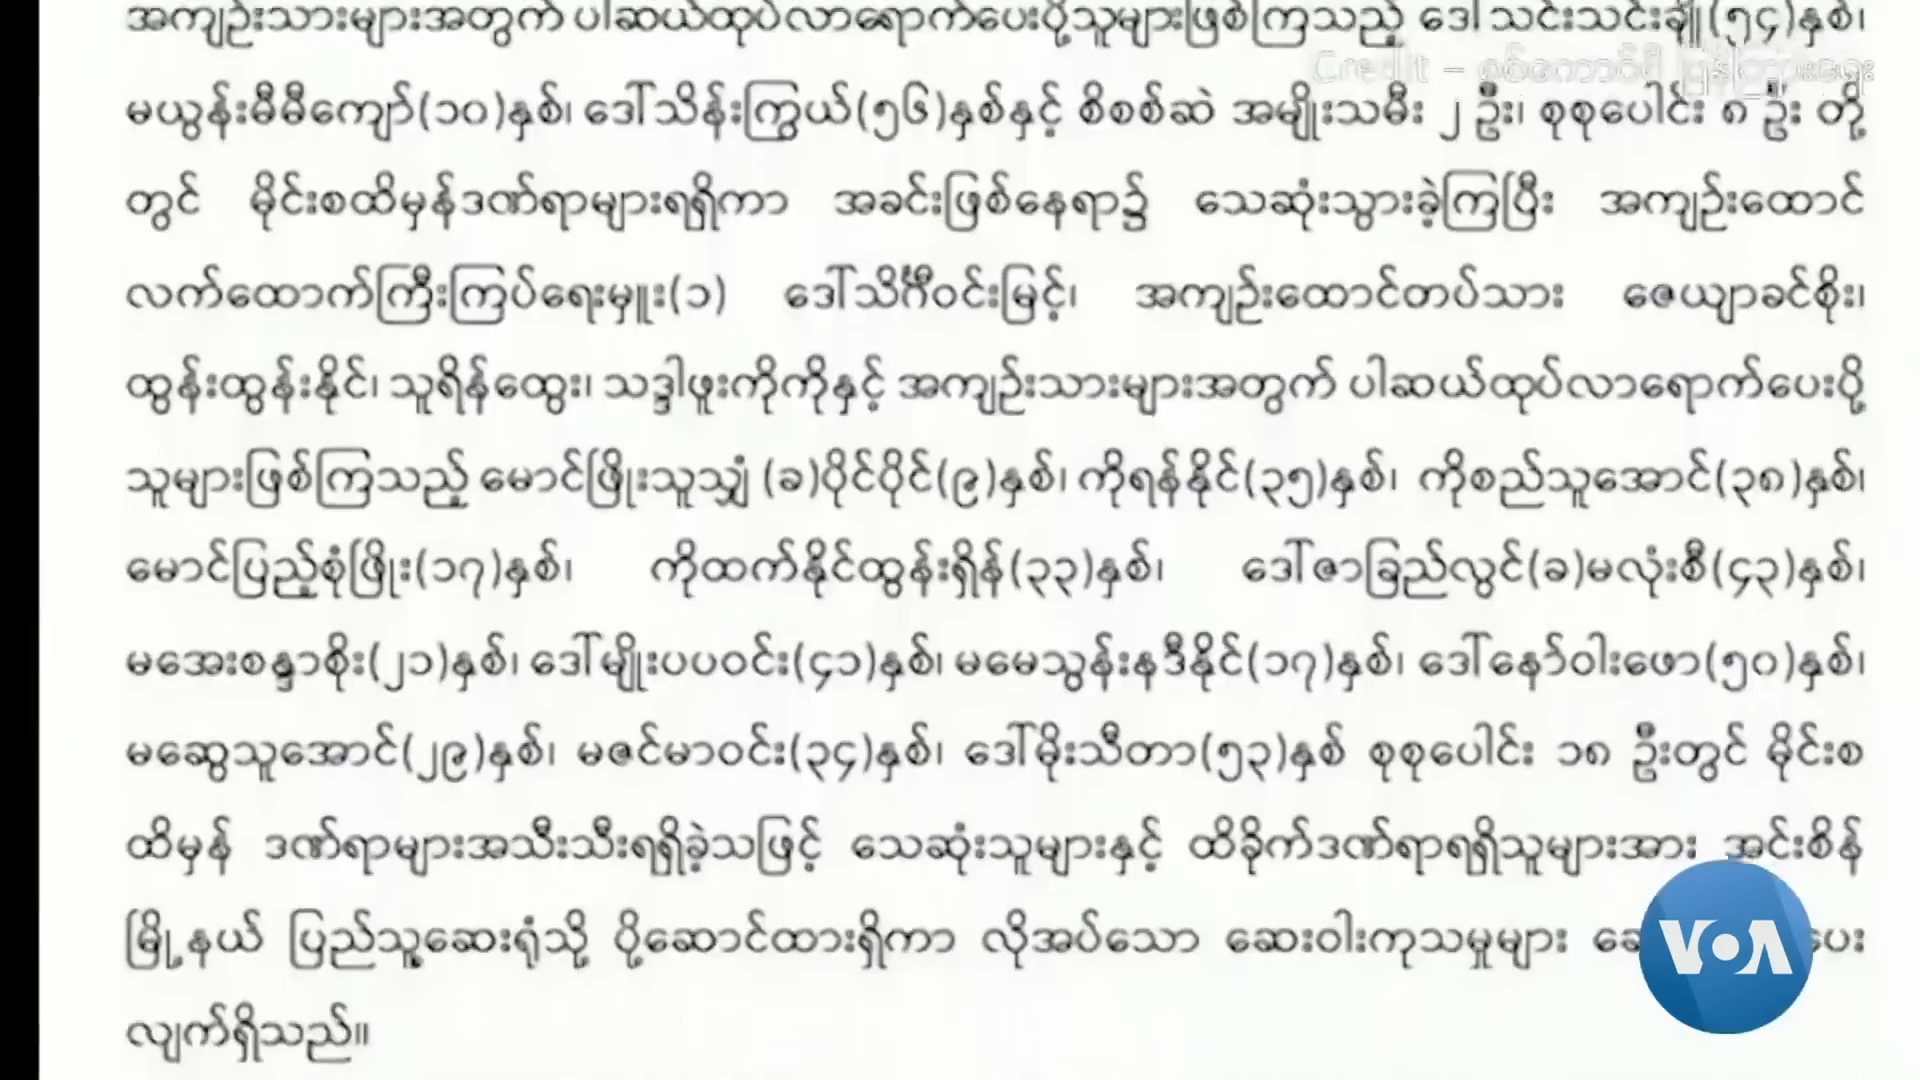 အကျဉ်းသားများအတွက် ပါဆယ်ထုပ်လာရောက်ပေးပို့သူများဖြစ်ကြသည့် ဒေါ်သင်းသင်းချို(၅၄)နှစ်၊
Credit –
မယွန်းမီမီကျော်(၁၀)နှစ်၊ ဒေါ်သိန်းကြွယ်(၅၆)နှစ်နှင့် စိစစ်ဆဲ အမျိုးသမီး ၂ ဦး၊ စုစုပေါင်း ၈ ဦး တို့
တွင် မိုင်းစထိမှန်ဒဏ်ရာများရရှိကာ အခင်းဖြစ်နေရာ၌ သေဆုံးသွားခဲ့ကြပြီး အကျဉ်းထောင်
လက်ထောက်ကြီးကြပ်ရေးမှူး(၁) ဒေါ်သိင်္ဂီဝင်းမြင့်၊ အကျဉ်းထောင်တပ်သား ဇေယျာခင်စိုး၊
ထွန်းထွန်းနိုင်၊ သူရိန်ထွေး၊ သဒ္ဒါဖူးကိုကိုနှင့် အကျဉ်းသားများအတွက် ပါဆယ်ထုပ်လာရောက်ပေးပို့
သူများဖြစ်ကြသည့် မောင်ဖြိုးသူသျှံ (ခ)ပိုင်ပိုင်(၉)နှစ်၊ ကိုရန်နိုင်(၃၅)နှစ်၊ ကိုစည်သူအောင်(၃၈)နှစ်၊
မောင်ပြည့်စုံဖြိုး(၁၇)နှစ်၊ ကိုထက်နိုင်ထွန်းရှိန်(၃၃)နှစ်၊ ဒေါ်ဇာခြည်လွင်(ခ)မလုံးစီ(၄၃)နှစ်၊
မအေးစန္ဒာစိုး(၂၁)နှစ်၊ ဒေါ်မျိုးပပဝင်း(၄၁)နှစ်၊ မမေသွန်းနဒီနိုင်(၁၇)နှစ်၊ ဒေါ်နော်ဝါးဖော(၅၀)နှစ်၊
မဆွေသူအောင်(၂၉)နှစ်၊ မဇင်မာဝင်း(၃၄)နှစ်၊ ဒေါ်မိုးသီတာ(၅၃)နှစ် စုစုပေါင်း ၁၈ ဦးတွင် မိုင်းစ
ထိမှန် ဒဏ်ရာများအသီးသီးရရှိခဲ့သဖြင့် သေဆုံးသူများနှင့် ထိခိုက်ဒဏ်ရာရရှိသူများအား အင်းစိန်
မြို့နယ် ပြည်သူ့ဆေးရုံသို့ ပို့ဆောင်ထားရှိကာ လိုအပ်သော ဆေးဝါးကုသမှုများ ပေး
VOA
လျက်ရှိသည်။